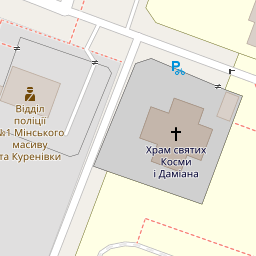 Відділ
поліції
№1 Мінського
масиву
та Куренівки
Храм святих
Косми
і Даміана